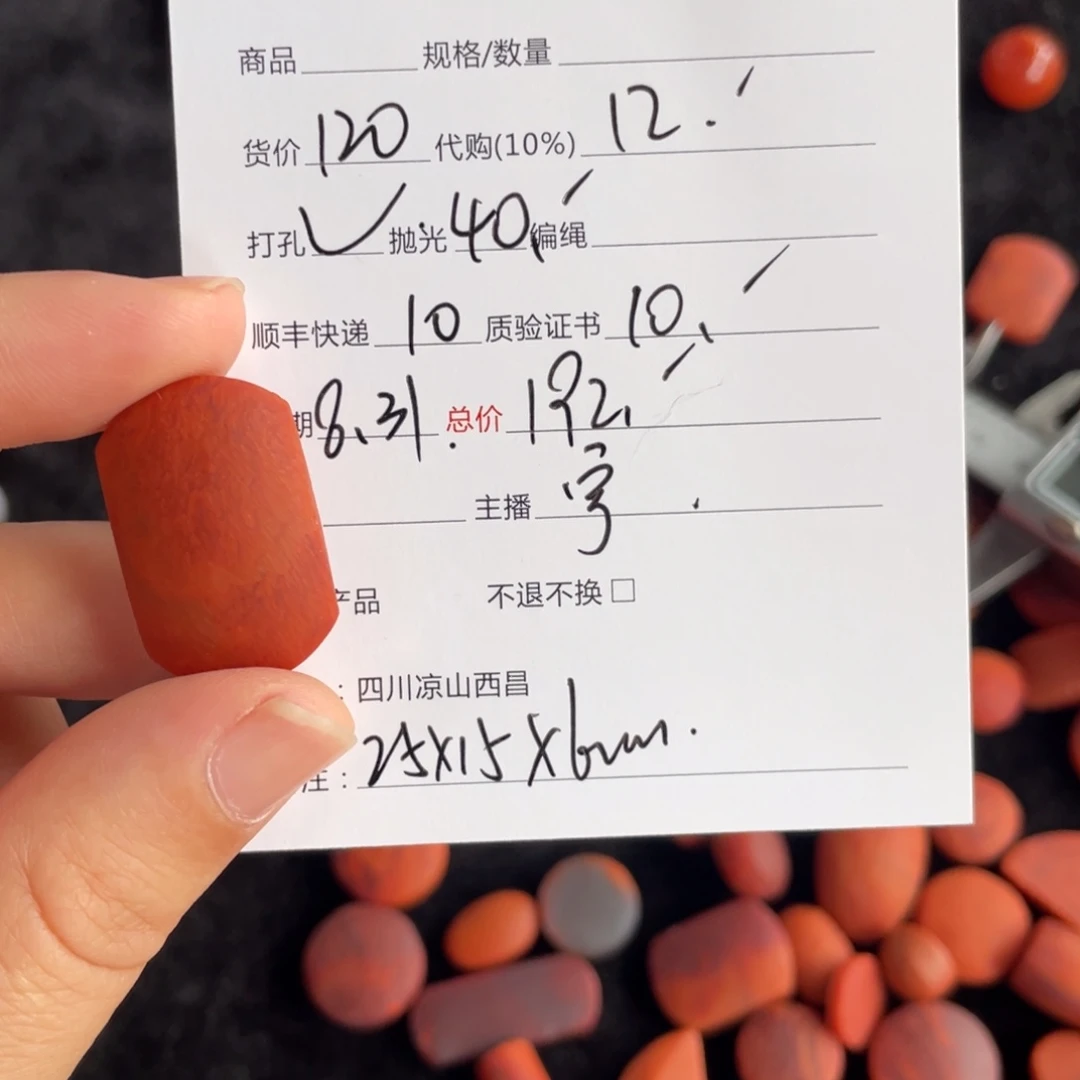 商品 规格/数量
货价 120 代购(10%) 12.
打孔 ✓ 抛光 40 编绳
顺丰快递 10 质验证书 10
期 8.31 总价 192
主播
产品 不退不换 □
：四川凉山西昌
注：25X15X6mm.